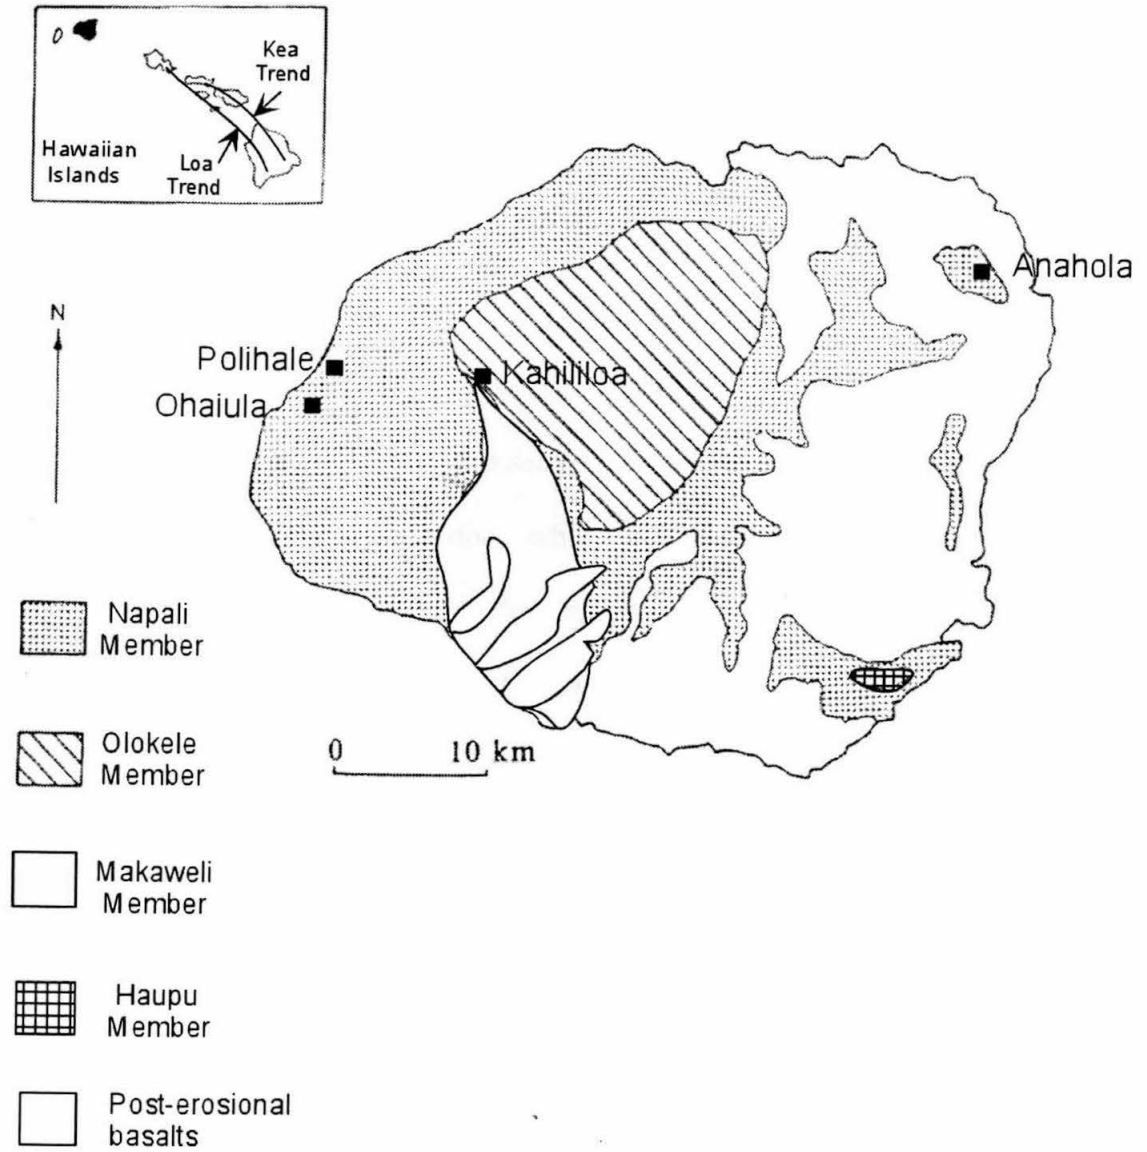 Kea
Trend
Hawaiian
Islands
Loa
Trend
Anahola
N
Polihale
Kahililoa
Ohaiula
Napali
Member
Olokele
Member
0 10 km
Makaweli
Member
Haupu
Member
Post-erosional
basalts